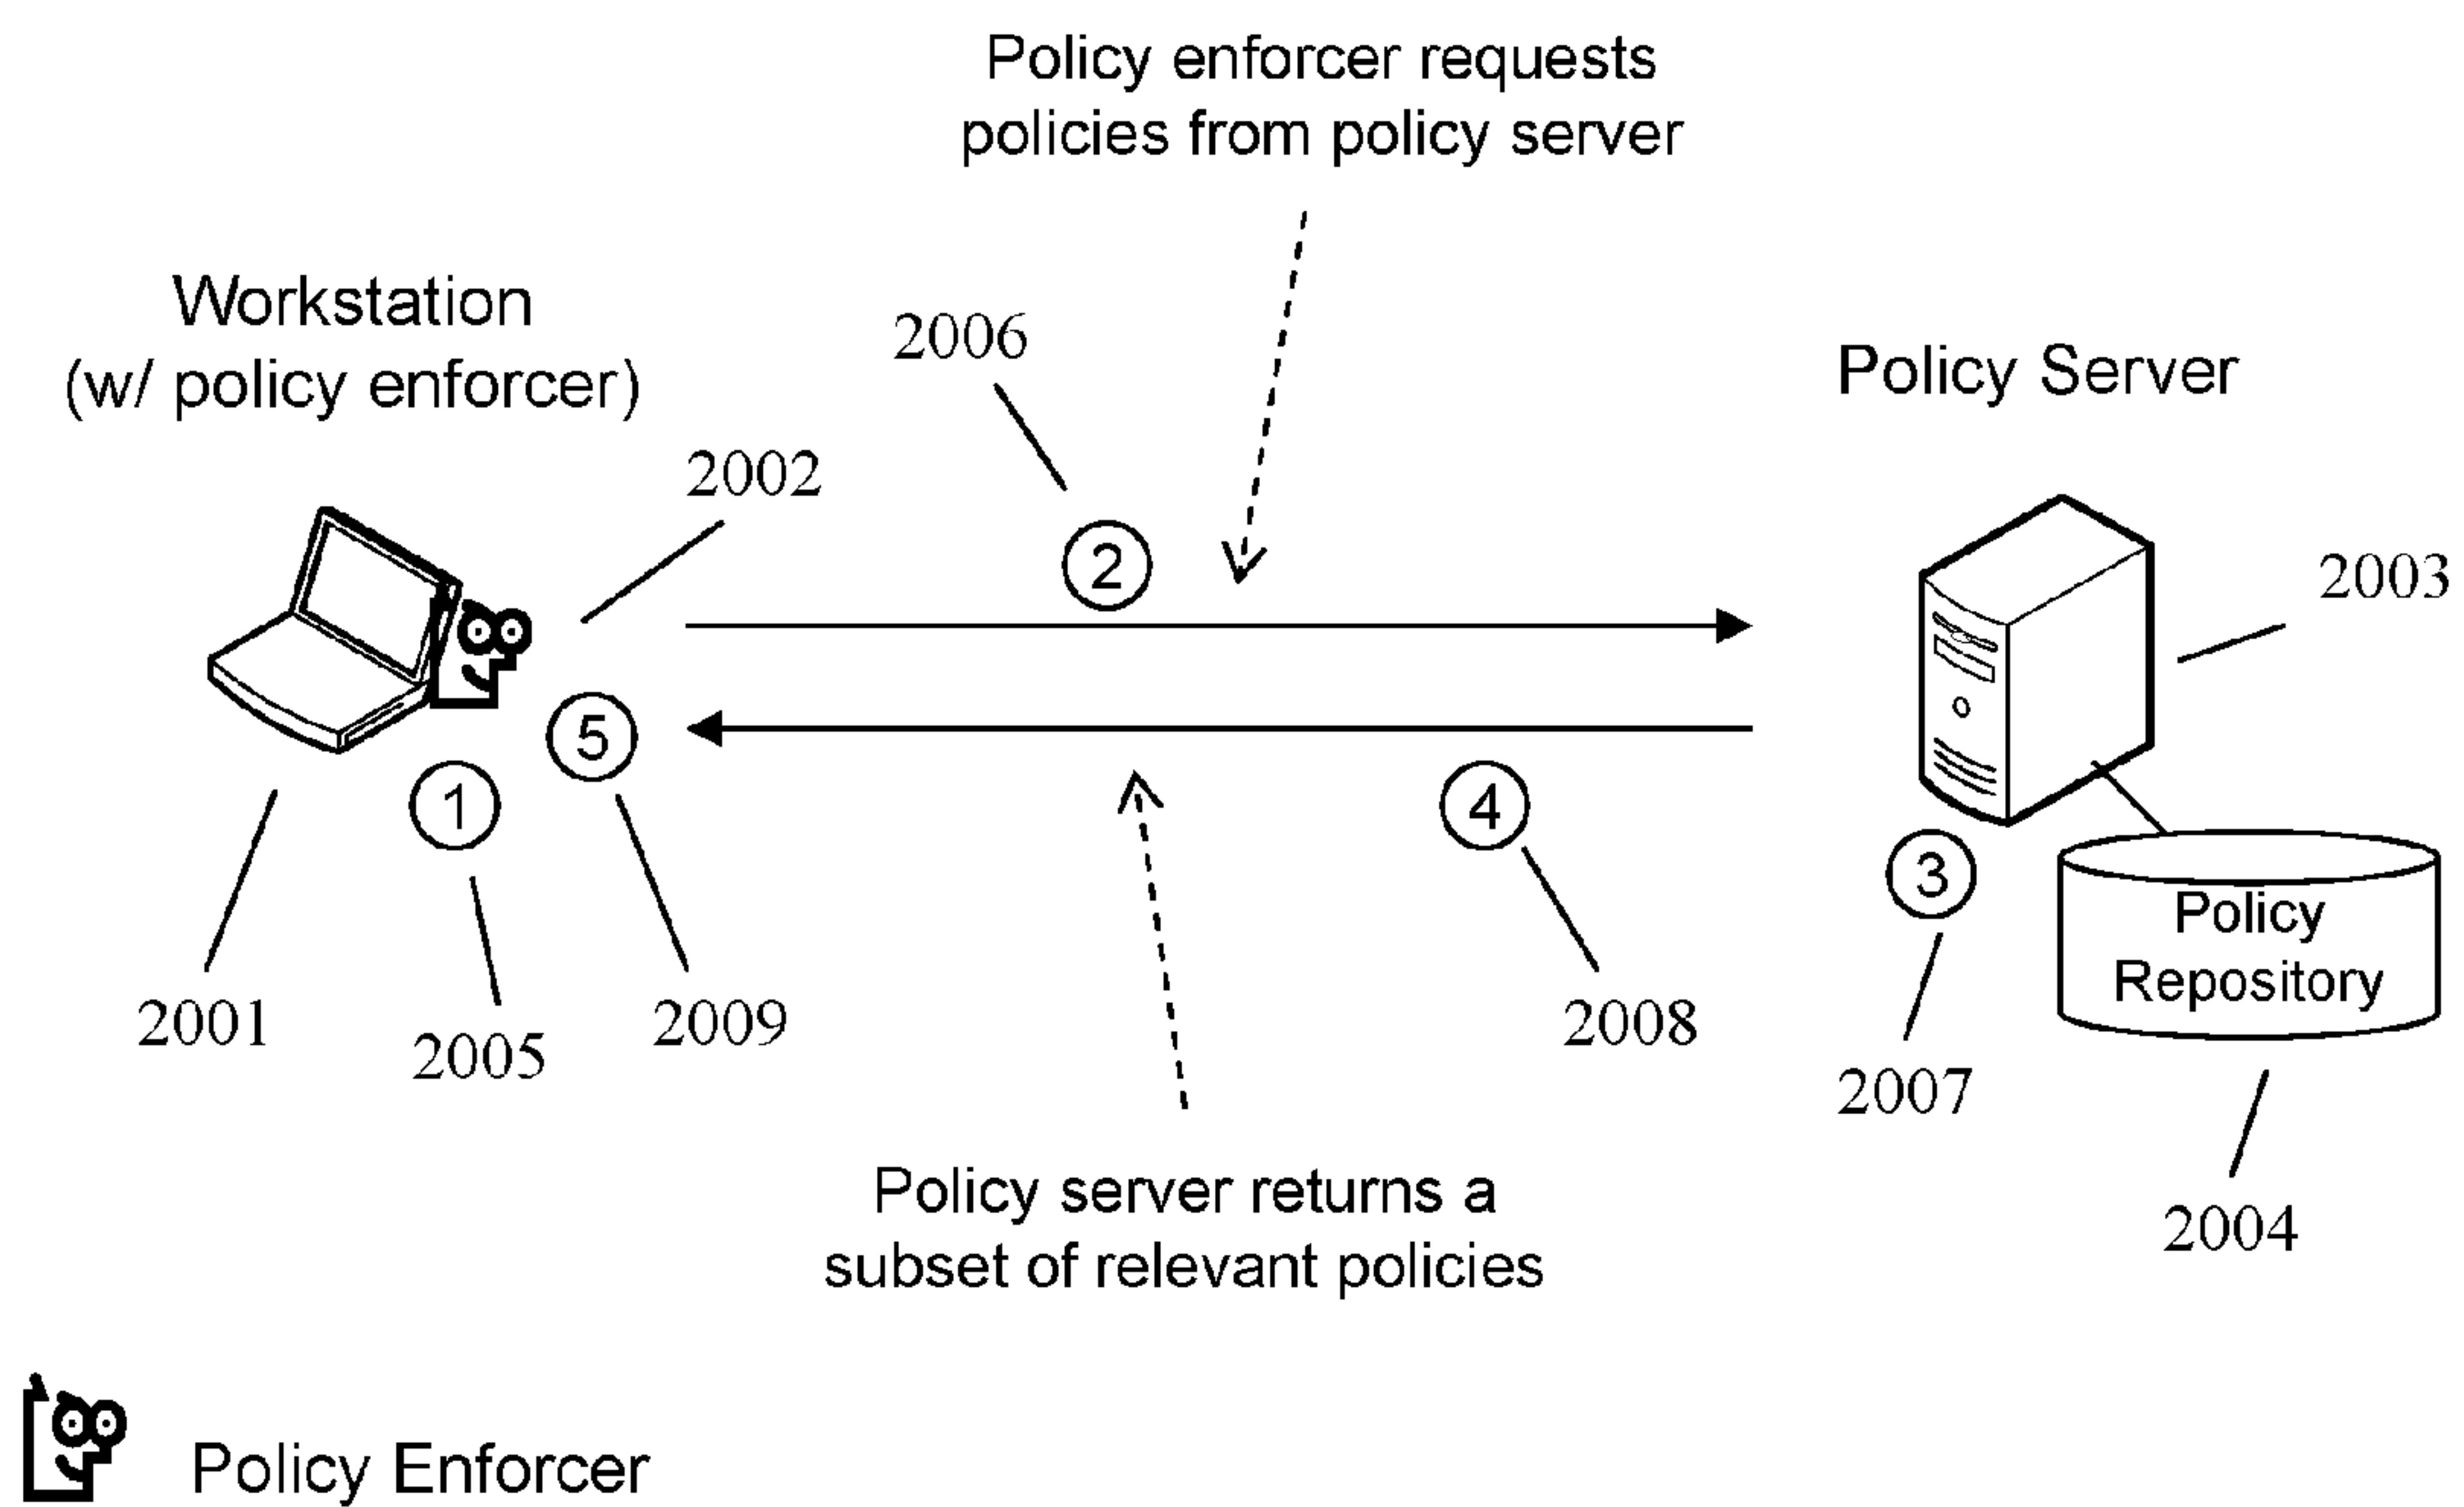 Policy enforcer requests
policies from policy server
Workstation
(w/ policy enforcer)
2006
Policy Server
2002
2
2003
5
1
4
3
Policy
Repository
2001
2005
2009
2008
2007
2004
Policy server returns a
subset of relevant policies
Policy Enforcer